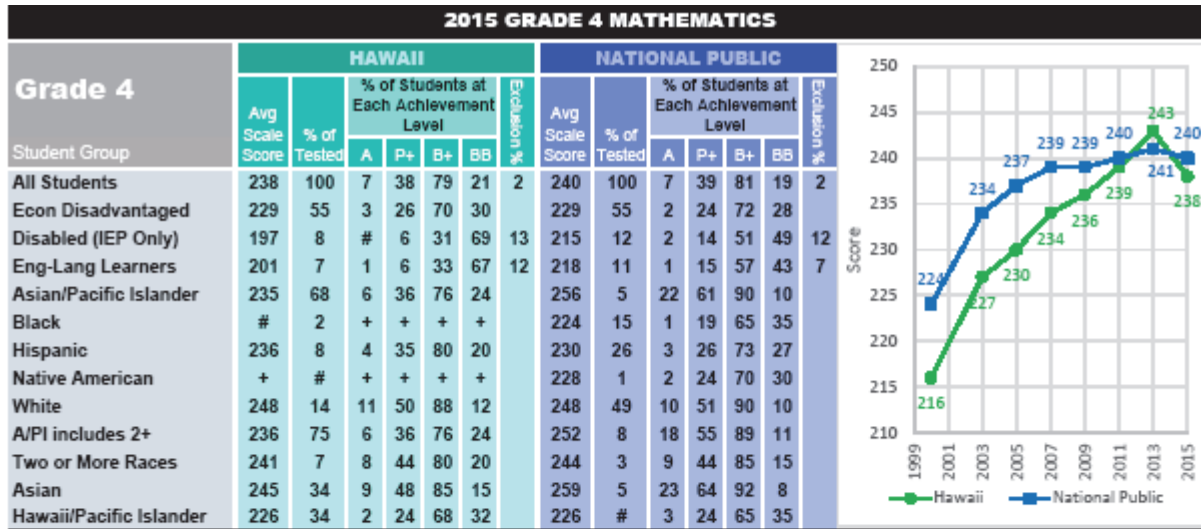 2015 GRADE 4 MATHEMATICS
Grade 4
Student Group
HAWAII
Avg Scale Score
% of Tested
% of Students at Each Achievement Level
A P+ B+ BB
Exclusion %
NATIONAL PUBLIC
Avg Scale Score
% of Tested
% of Students at Each Achievement Level
A P+ B+ BB
Exclusion %
All Students 238 100 7 38 79 21 2 240 100 7 39 81 19 2
Econ Disadvantaged 229 55 3 26 70 30 229 55 2 24 72 28
Disabled (IEP Only) 197 8 # 6 31 69 13 215 12 2 14 51 49 12
Eng-Lang Learners 201 7 1 6 33 67 12 218 11 1 15 57 43 7
Asian/Pacific Islander 235 68 6 36 76 24 256 5 22 61 90 10
Black # 2 + + + + 224 15 1 19 65 35
Hispanic 236 8 4 35 80 20 230 26 3 26 73 27
Native American + # + + + + 228 1 2 24 70 30
White 248 14 11 50 88 12 248 49 10 51 90 10
A/PI includes 2+ 236 75 6 36 76 24 252 8 18 55 89 11
Two or More Races 241 7 8 44 80 20 244 3 9 44 85 15
Asian 245 34 9 48 85 15 259 5 23 64 92 8
Hawaii/Pacific Islander 226 34 2 24 68 32 226 # 3 24 65 35
Score
250
245
240
235
230
225
220
215
210
224 234 237 239 239 240 241 240
216 227 230 234 236 239 243 238
1999 2001 2003 2005 2007 2009 2011 2013 2015
Hawaii National Public